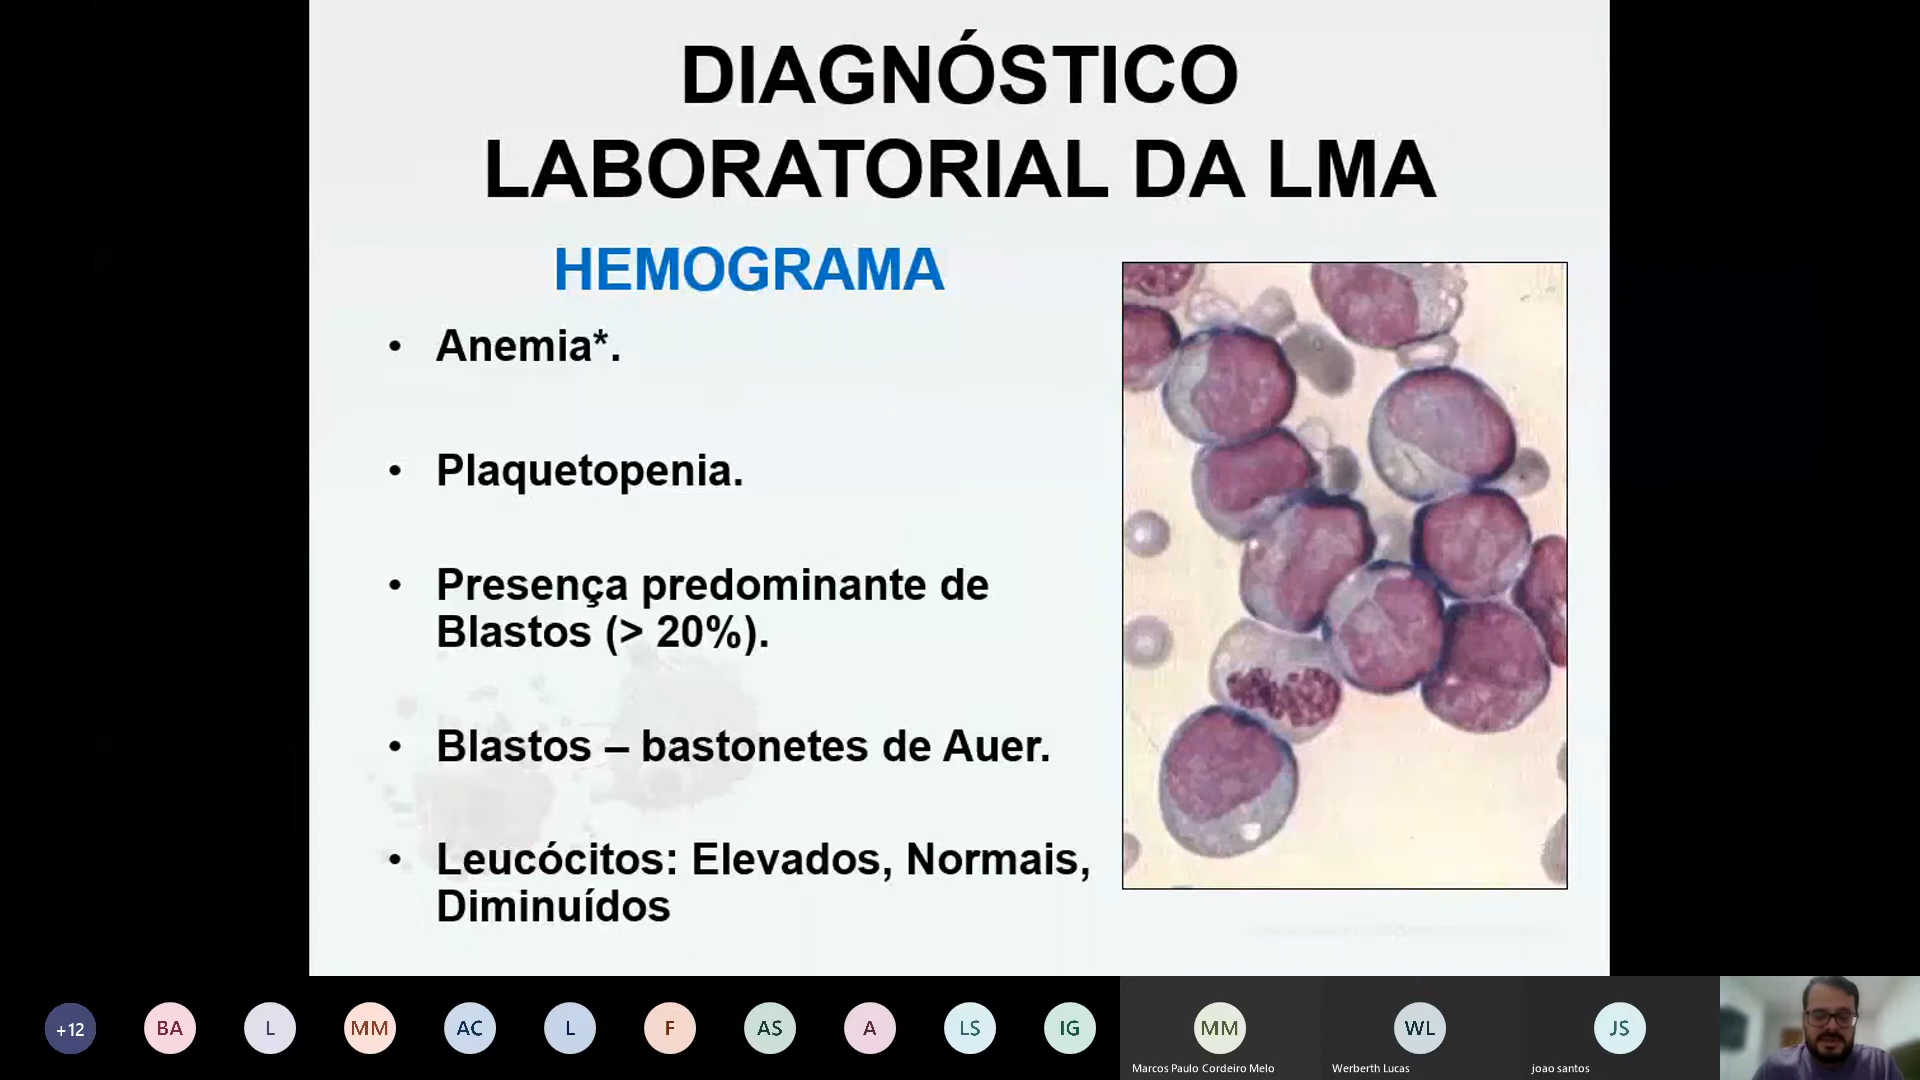 DIAGNÓSTICO
LABORATORIAL DA LMA
HEMOGRAMA
• Anemia*.
• Plaquetopenia.
• Presença predominante de
Blastos (> 20%).
• Blastos – bastonetes de Auer.
• Leucócitos: Elevados, Normais,
Diminuídos
+12 BA L MM AC L F AS A LS IG MM WL JS
Marcos Paulo Cordeiro Melo Werberth Lucas joao santos